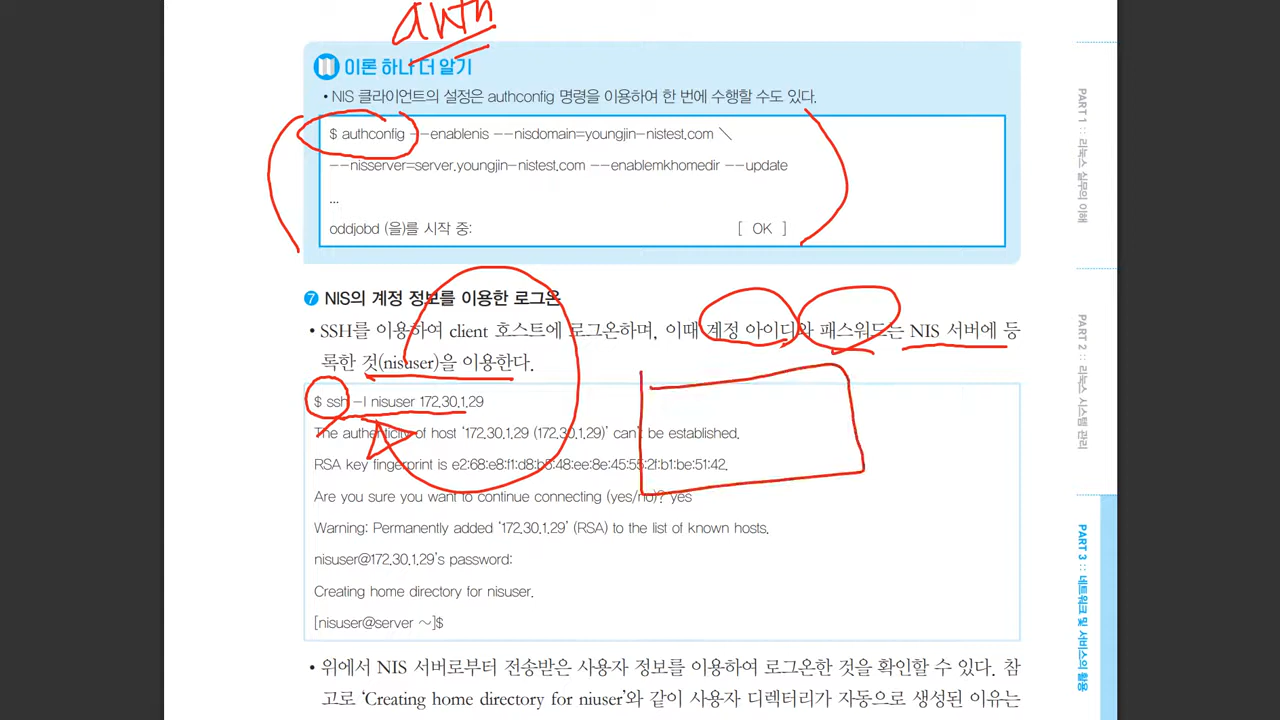 auth
이론 하나 더 알기
• NIS 클라이언트의 설정은 authconfig 명령을 이용하여 한 번에 수행할 수도 있다.
$ authconfig --enablenis --nisdomain=youngjin-nistest.com \
--nisserver=server.youngjin-nistest.com --enablemkhomedir --update
...
oddjobd (을)를 시작 중: [ OK ]
❼ NIS의 계정 정보를 이용한 로그온
• SSH를 이용하여 client 호스트에 로그온하며, 이때 계정 아이디와 패스워드는 NIS 서버에 등
록한 것(nisuser)을 이용한다.
$ ssh -l nisuser 172.30.1.29
The authenticity of host '172.30.1.29 (172.30.1.29)' can't be established.
RSA key fingerprint is e2:68:e8:f1:d8:b5:48:ee:8e:45:55:2f:b1:be:51:42.
Are you sure you want to continue connecting (yes/no)? yes
Warning: Permanently added '172.30.1.29' (RSA) to the list of known hosts.
nisuser@172.30.1.29's password:
Creating home directory for nisuser.
[nisuser@server ~]$
• 위에서 NIS 서버로부터 전송받은 사용자 정보를 이용하여 로그온한 것을 확인할 수 있다. 참
고로 'Creating home directory for niuser'와 같이 사용자 디렉터리가 자동으로 생성된 이유는
PART 1 :: 리눅스 실무의 이해
PART 2 :: 리눅스 시스템 관리
PART 3 :: 네트워크 및 서비스의 활용